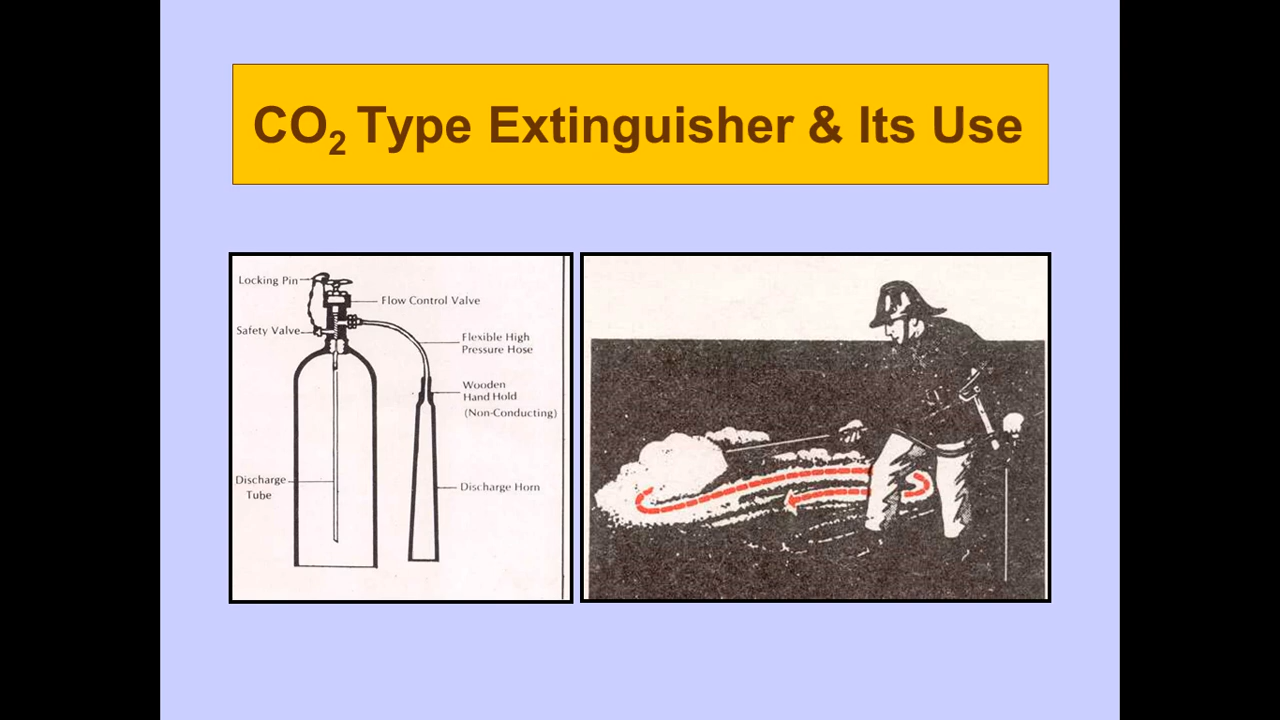 CO2 Type Extinguisher & Its Use
Locking Pin
Flow Control Valve
Safety Valve
Flexible High
Pressure Hose
Wooden
Hand Hold
(Non-Conducting)
Discharge
Tube
Discharge Horn